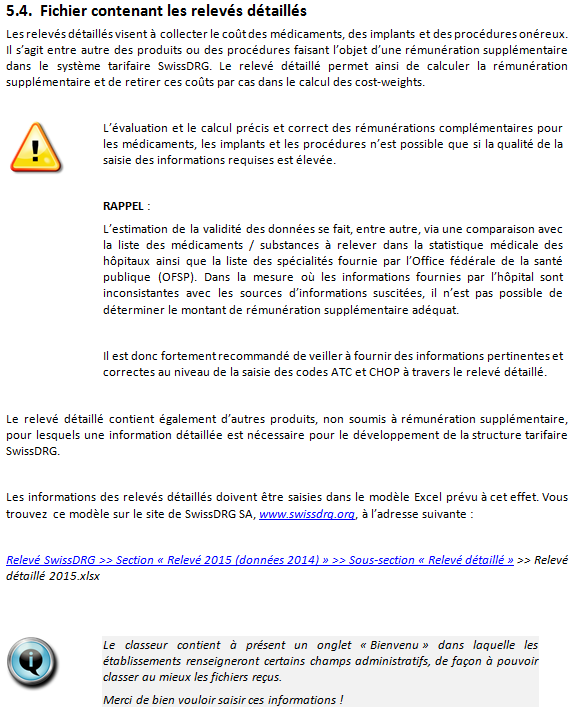 5.4. Fichier contenant les relevés détaillés
Les relevés détaillés visent à collecter le coût des médicaments, des implants et des procédures onéreux.
Il s’agit entre autre des produits ou des procédures faisant l’objet d’une rémunération supplémentaire
dans le système tarifaire SwissDRG. Le relevé détaillé permet ainsi de calculer la rémunération
supplémentaire et de retirer ces coûts par cas dans le calcul des cost-weights.
L’évaluation et le calcul précis et correct des rémunérations complémentaires pour
les médicaments, les implants et les procédures n’est possible que si la qualité de la
saisie des informations requises est élevée.
RAPPEL :
L’estimation de la validité des données se fait, entre autre, via une comparaison avec
la liste des médicaments / substances à relever dans la statistique médicale des
hôpitaux ainsi que la liste des spécialités fournie par l’Office fédérale de la santé
publique (OFSP). Dans la mesure où les informations fournies par l’hôpital sont
inconsistantes avec les sources d’informations suscitées, il n’est pas possible de
déterminer le montant de rémunération supplémentaire adéquat.
Il est donc fortement recommandé de veiller à fournir des informations pertinentes et
correctes au niveau de la saisie des codes ATC et CHOP à travers le relevé détaillé.
Le relevé détaillé contient également d’autres produits, non soumis à rémunération supplémentaire,
pour lesquels une information détaillée est nécessaire pour le développement de la structure tarifaire
SwissDRG.
Les informations des relevés détaillés doivent être saisies dans le modèle Excel prévu à cet effet. Vous
trouvez ce modèle sur le site de SwissDRG SA, www.swissdrg.org, à l’adresse suivante :
Relevé SwissDRG >> Section « Relevé 2015 (données 2014) » >> Sous-section « Relevé détaillé » >> Relevé
détaillé 2015.xlsx
Le classeur contient à présent un onglet « Bienvenu » dans laquelle les
établissements renseigneront certains champs administratifs, de façon à pouvoir
classer au mieux les fichiers reçus.
Merci de bien vouloir saisir ces informations !